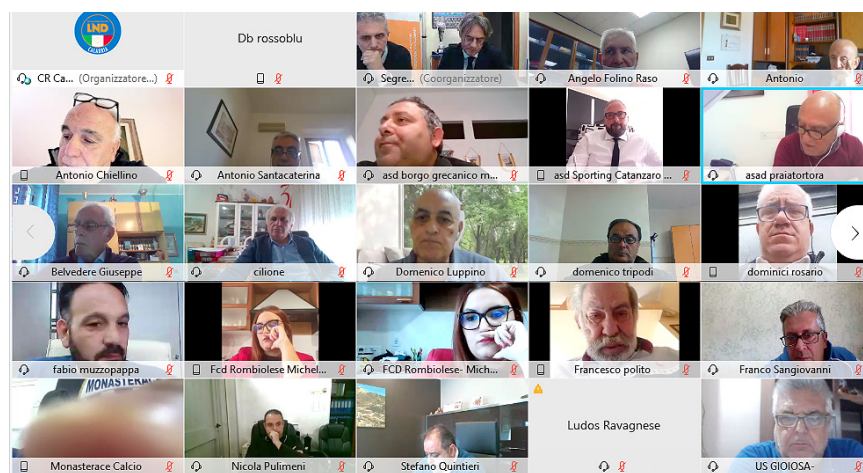 LND
CALABRIA
Db rossoblu
CR Ca... (Organizzatore...)
Segre... (Coorganizzatore)
Angelo Folino Raso
Antonio
Antonio Chiellino
Antonio Santacaterina
asd borgo grecanico m...
asd Sporting Catanzaro ...
asad praiatortora
Belvedere Giuseppe
cilione
Domenico Luppino
domenico tripodi
dominici rosario
fabio muzzopappa
Fcd Rombiolese Michel...
FCD Rombiolese- Mich...
Francesco polito
Franco Sangiovanni
MONASTERAC
Ludos Ravagnese
Monasterace Calcio
Nicola Pulimeni
Stefano Quintieri
US GIOIOSA-